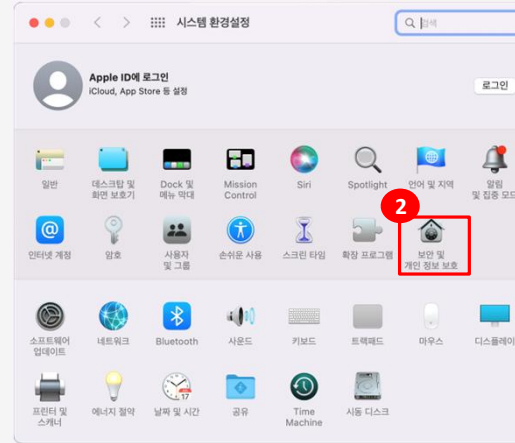 시스템 환경설정
검색
Apple ID에 로그인
iCloud, App Store 등 설정
로그인
일반
데스크탑 및
화면 보호기
Dock 및
메뉴 막대
Mission
Control
Siri
Spotlight
언어 및 지역
알림
및 집중 모드
2
인터넷 계정
암호
사용자
및 그룹
손쉬운 사용
스크린 타임
확장 프로그램
보안 및
개인 정보 보호
소프트웨어
업데이트
네트워크
Bluetooth
사운드
키보드
트랙패드
마우스
디스플레이
17
프린터 및
스캐너
에너지 절약
날짜 및 시간
공유
Time
Machine
시동 디스크